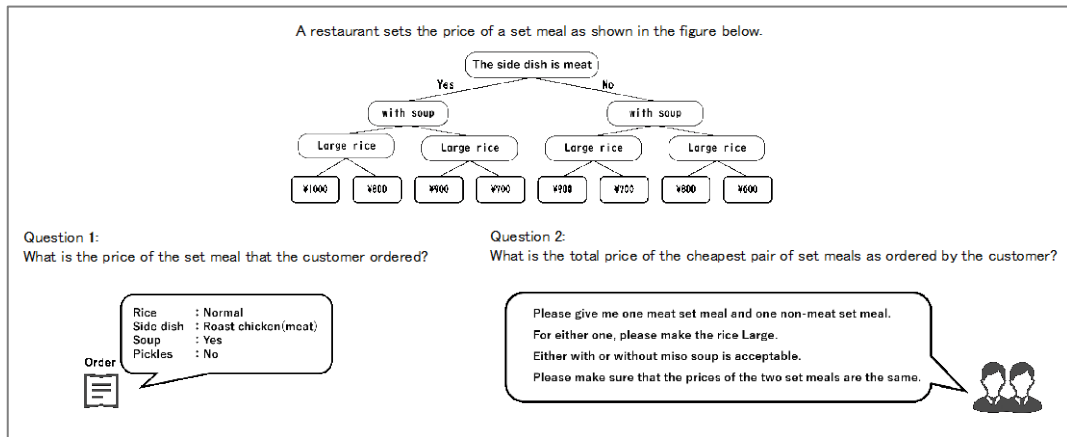 A restaurant sets the price of a set meal as shown in the figure below.
The side dish is meat
Yes No
with soup with soup
Large rice Large rice Large rice Large rice
¥1000 ¥800 ¥900 ¥700 ¥900 ¥700 ¥800 ¥600
Question 1:
What is the price of the set meal that the customer ordered?
Rice : Normal
Side dish : Roast chicken(meat)
Soup : Yes
Pickles : No
Order
Question 2:
What is the total price of the cheapest pair of set meals as ordered by the customer?
Please give me one meat set meal and one non-meat set meal.
For either one, please make the rice Large.
Either with or without miso soup is acceptable.
Please make sure that the prices of the two set meals are the same.